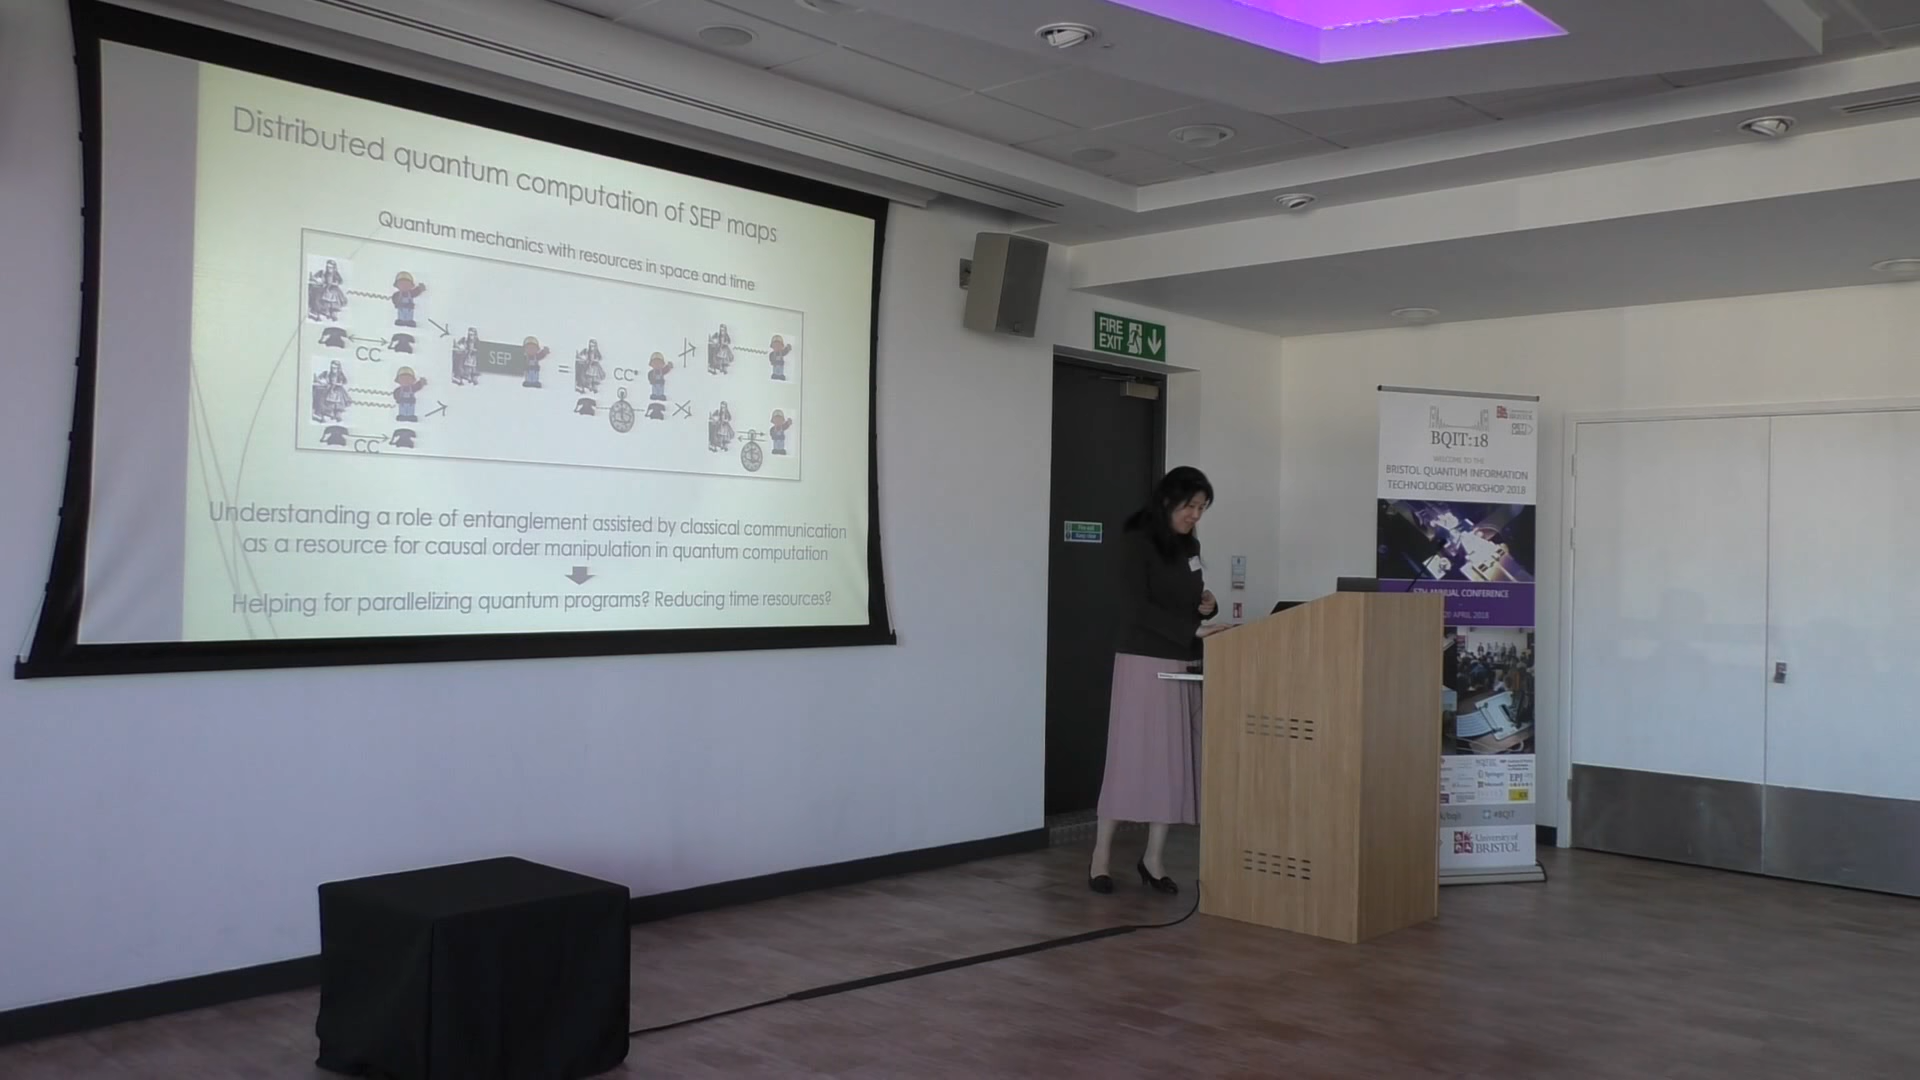 Distributed quantum computation of SEP maps
Quantum mechanics with resources in space and time
CC
CC
SEP
=
CC*
Understanding a role of entanglement assisted by classical communication
as a resource for causal order manipulation in quantum computation
Helping for parallelizing quantum programs? Reducing time resources?
FIRE
EXIT
BQIT:18
WELCOME TO THE
BRISTOL QUANTUM INFORMATION
TECHNOLOGIES WORKSHOP 2018
ANNUAL CONFERENCE
APRIL 2018
Springer
EPJ
#BQIT
University of
BRISTOL